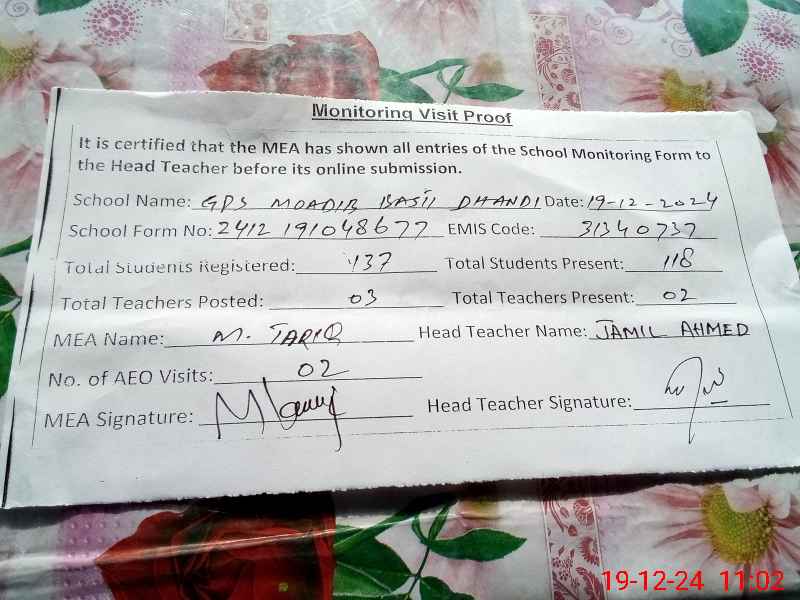 Monitoring Visit Proof
It is certified that the MEA has shown all entries of the School Monitoring Form to
the Head Teacher before its online submission.
School Name: GPS MOADIB BASTI DHANDI Date: 19-12-2024
School Form No: 2412 191048677 EMIS Code: 31340737
Total Students Registered: 137 Total Students Present: 118
Total Teachers Posted: 03 Total Teachers Present: 02
MEA Name: M. TARIQ Head Teacher Name: JAMIL AHMED
No. of AEO Visits: 02
MEA Signature: Head Teacher Signature:
19-12-24 11:02